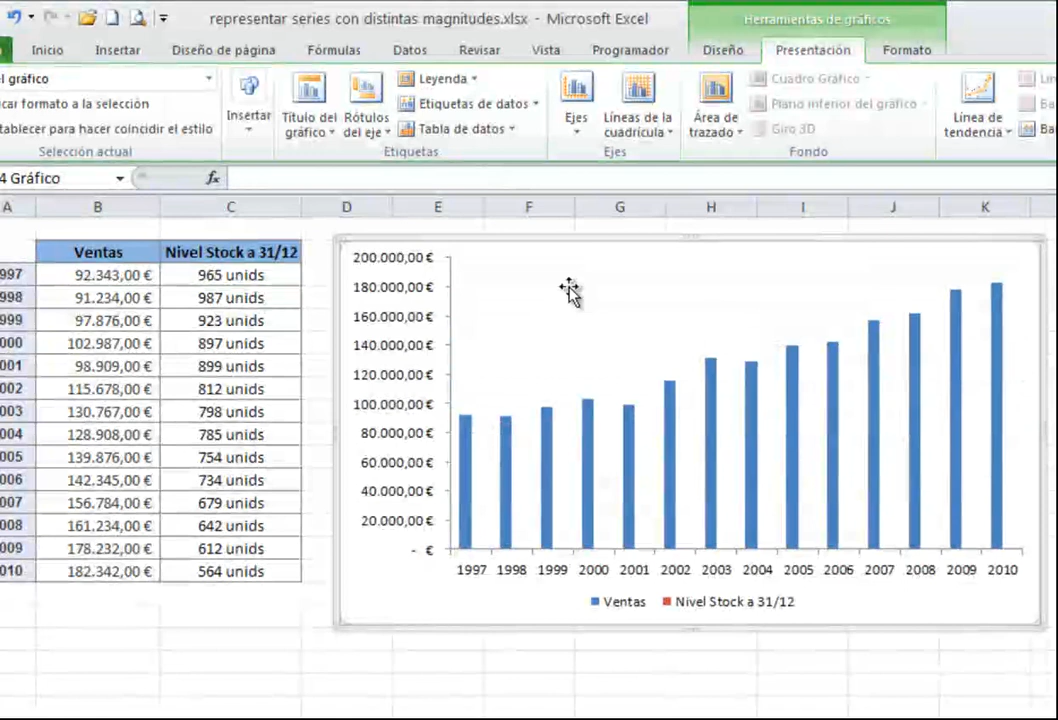 representar series con distintas magnitudes.xlsx - Microsoft Excel
Herramientas de gráficos
Inicio Insertar Diseño de página Fórmulas Datos Revisar Vista Programador Diseño Presentación Formato
l gráfico
car formato a la selección
tablecer para hacer coincidir el estilo
Selección actual
Insertar
Título del gráfico
Rótulos del eje
Leyenda
Etiquetas de datos
Tabla de datos
Etiquetas
Ejes
Líneas de la cuadrícula
Ejes
Área de trazado
Cuadro Gráfico
Plano inferior del gráfico
Giro 3D
Fondo
Línea de tendencia
Lín
Ba
Ba
4 Gráfico fx
A B C D E F G H I J K
Ventas Nivel Stock a 31/12
997 92.343,00 € 965 unids
998 91.234,00 € 987 unids
999 97.876,00 € 923 unids
000 102.987,00 € 897 unids
001 98.909,00 € 899 unids
002 115.678,00 € 812 unids
003 130.767,00 € 798 unids
004 128.908,00 € 785 unids
005 139.876,00 € 754 unids
006 142.345,00 € 734 unids
007 156.784,00 € 679 unids
008 161.234,00 € 642 unids
009 178.232,00 € 612 unids
010 182.342,00 € 564 unids
200.000,00 €
180.000,00 €
160.000,00 €
140.000,00 €
120.000,00 €
100.000,00 €
80.000,00 €
60.000,00 €
40.000,00 €
20.000,00 €
- €
1997 1998 1999 2000 2001 2002 2003 2004 2005 2006 2007 2008 2009 2010
Ventas Nivel Stock a 31/12